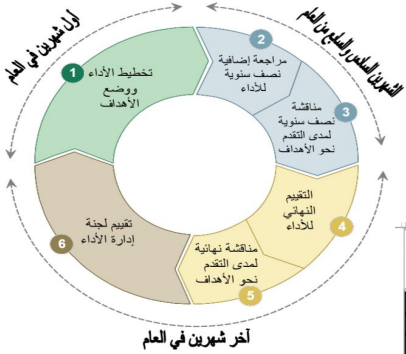 أول شهرين في العام
الشهرين السادس والسابع من العام
1
تخطيط الأداء
ووضع
الأهداف
2
مراجعة إضافية
نصف سنوية
للأداء
3
مناقشة
نصف سنوية
لمدى التقدم
نحو الأهداف
4
التقييم
النهائي
للأداء
5
مناقشة نهائية
لمدى التقدم
نحو الأهداف
6
تقييم لجنة
إدارة الأداء
آخر شهرين في العام